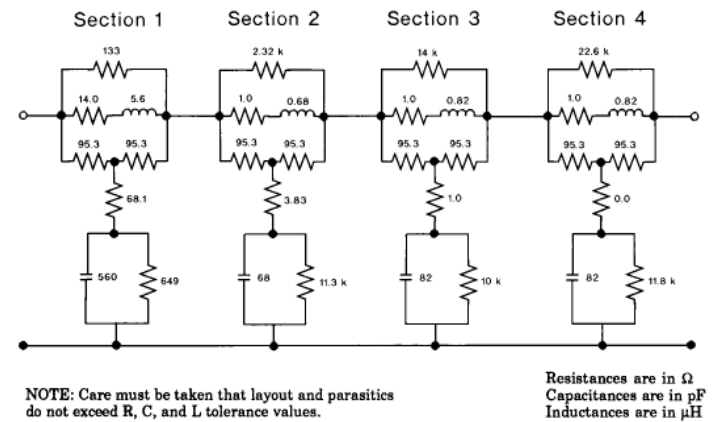 Section 1 Section 2 Section 3 Section 4
133 2.32 k 14 k 22.6 k
14.0 5.6 1.0 0.68 1.0 0.82 1.0 0.82
95.3 95.3 95.3 95.3 95.3 95.3 95.3 95.3
68.1 3.83 1.0 0.0
560 649 68 11.3 k 82 10 k 82 11.8 k
NOTE: Care must be taken that layout and parasitics
do not exceed R, C, and L tolerance values.
Resistances are in Ω
Capacitances are in pF
Inductances are in μH